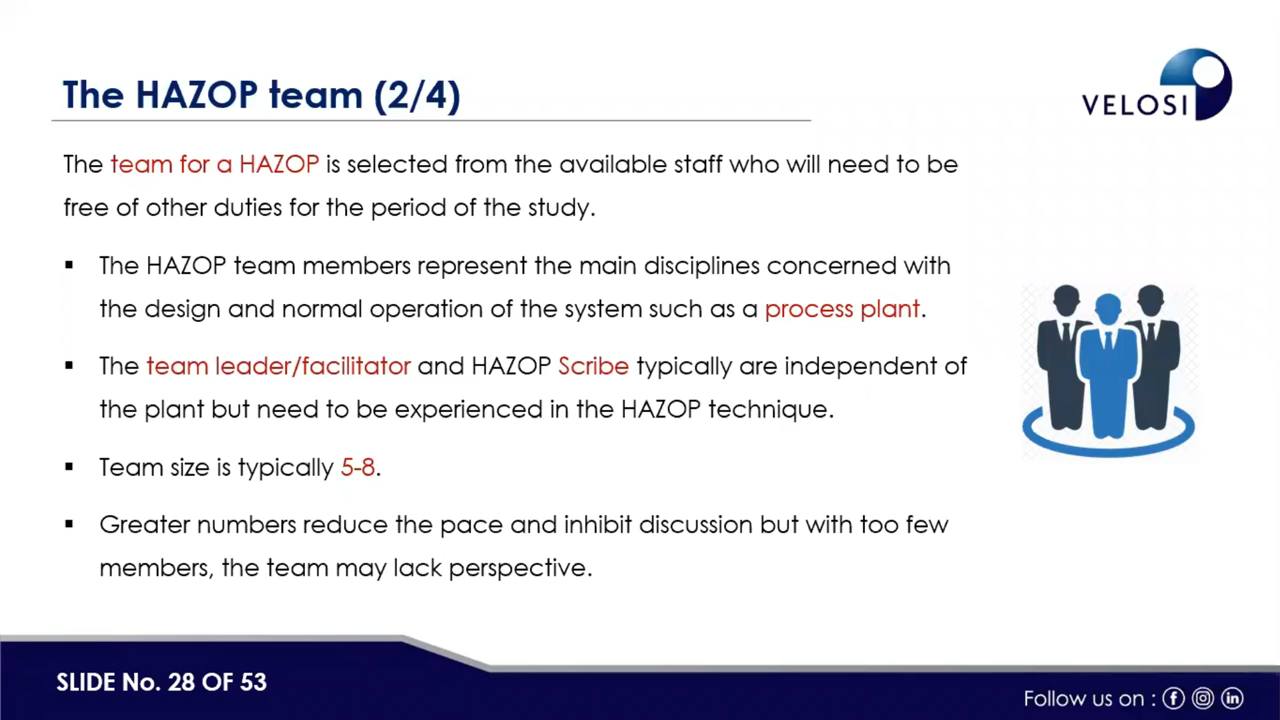 The HAZOP team (2/4)
VELOSI
The team for a HAZOP is selected from the available staff who will need to be
free of other duties for the period of the study.
▪ The HAZOP team members represent the main disciplines concerned with
the design and normal operation of the system such as a process plant.
▪ The team leader/facilitator and HAZOP Scribe typically are independent of
the plant but need to be experienced in the HAZOP technique.
▪ Team size is typically 5-8.
▪ Greater numbers reduce the pace and inhibit discussion but with too few
members, the team may lack perspective.
SLIDE No. 28 OF 53
Follow us on :